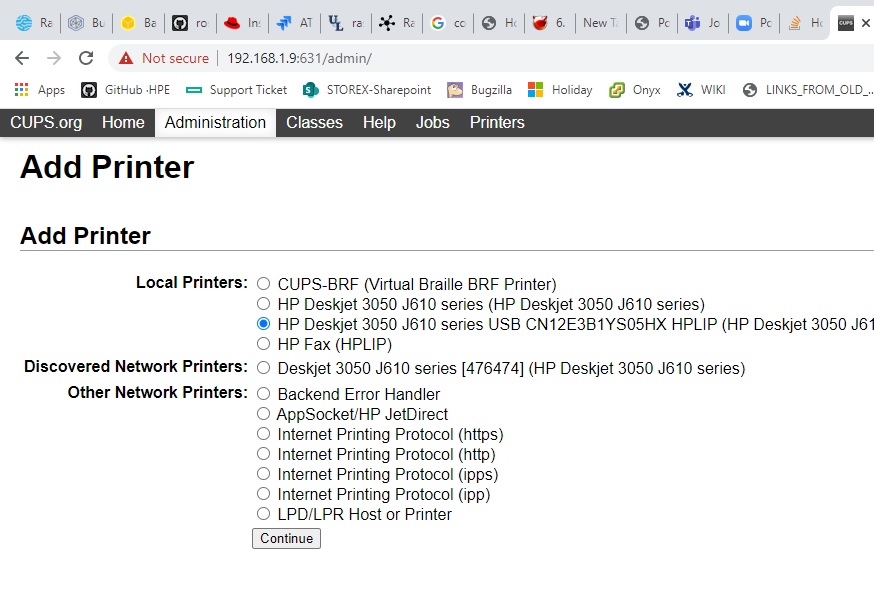 Ra Bu Ba ro In: AT ra Ra cc Hc 6. New T Pc Jo Pc Hc CUPS
Not secure 192.168.1.9:631/admin/
Apps GitHub -HPE Support Ticket STOREX-Sharepoint Bugzilla Holiday Onyx WIKI LINKS_FROM_OLD_...
CUPS.org Home Administration Classes Help Jobs Printers
Add Printer
Add Printer
Local Printers: CUPS-BRF (Virtual Braille BRF Printer)
HP Deskjet 3050 J610 series (HP Deskjet 3050 J610 series)
HP Deskjet 3050 J610 series USB CN12E3B1YS05HX HPLIP (HP Deskjet 3050 J61
HP Fax (HPLIP)
Discovered Network Printers: Deskjet 3050 J610 series [476474] (HP Deskjet 3050 J610 series)
Other Network Printers: Backend Error Handler
AppSocket/HP JetDirect
Internet Printing Protocol (https)
Internet Printing Protocol (http)
Internet Printing Protocol (ipps)
Internet Printing Protocol (ipp)
LPD/LPR Host or Printer
Continue